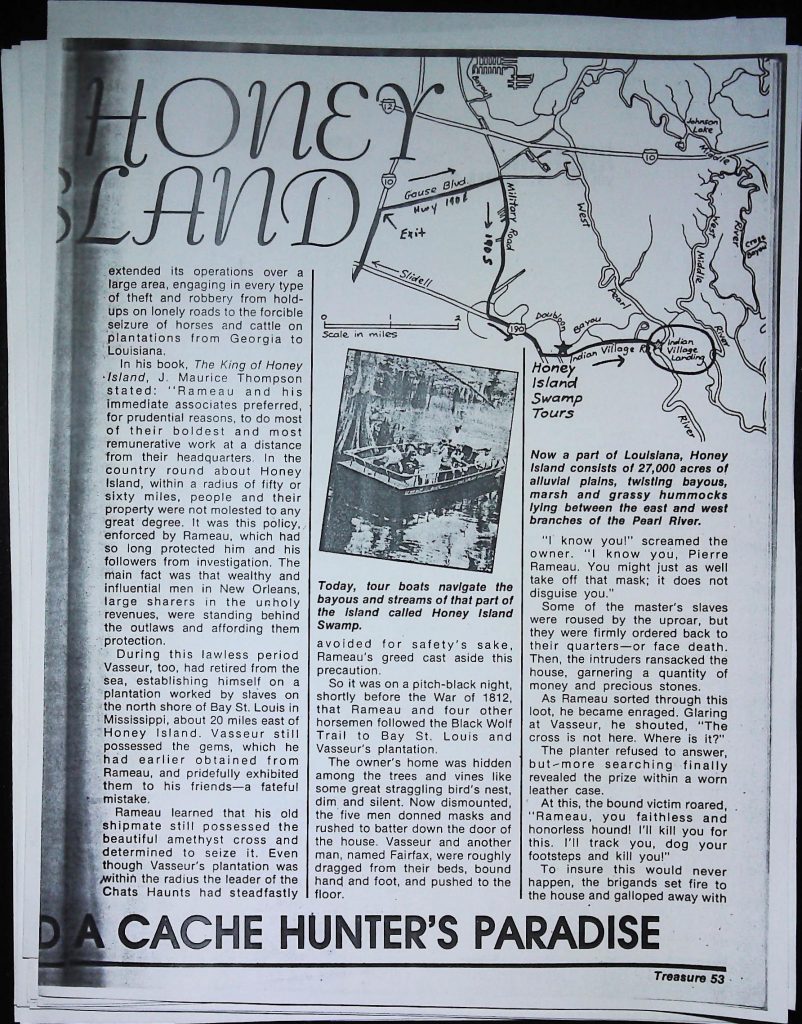 HONEY
ISLAND
extended its operations over a
large area, engaging in every type
of theft and robbery from hold-
ups on lonely roads to the forcible
seizure of horses and cattle on
plantations from Georgia to
Louisiana.
In his book, The King of Honey
Island, J. Maurice Thompson
stated: "Rameau and his
immediate associates preferred,
for prudential reasons, to do most
of their boldest and most
remunerative work at a distance
from their headquarters. In the
country round about Honey
Island, within a radius of fifty or
sixty miles, people and their
property were not molested to any
great degree. It was this policy,
enforced by Rameau, which had
so long protected him and his
followers from investigation. The
main fact was that wealthy and
influential men in New Orleans,
large sharers in the unholy
revenues, were standing behind
the outlaws and affording them
protection.
During this lawless period
Vasseur, too, had retired from the
sea, establishing himself on a
plantation worked by slaves on
the north shore of Bay St. Louis in
Mississippi, about 20 miles east of
Honey Island. Vasseur still
possessed the gems, which he
had earlier obtained from
Rameau, and pridefully exhibited
them to his friends—a fateful
mistake.
Rameau learned that his old
shipmate still possessed the
beautiful amethyst cross and
determined to seize it. Even
though Vasseur's plantation was
within the radius the leader of the
Chats Haunts had steadfastly
12
10
10
Gause Blvd.
Hwy 190E
Exit
Military Road
190S
West
Pearl
Johnson
Lake
Middle
River
Cross
Bayou
West
Middle
River
Slidell
0
2
Scale in miles
190
Doubloon
Bayou
Indian Village R
Indian
Village
Landing
Honey
Island
Swamp
Tours
River
Today, tour boats navigate the
bayous and streams of that part of
the island called Honey Island
Swamp.
avoided for safety's sake,
Rameau's greed cast aside this
precaution.
So it was on a pitch-black night,
shortly before the War of 1812,
that Rameau and four other
horsemen followed the Black Wolf
Trail to Bay St. Louis and
Vasseur's plantation.
The owner's home was hidden
among the trees and vines like
some great straggling bird's nest,
dim and silent. Now dismounted,
the five men donned masks and
rushed to batter down the door of
the house. Vasseur and another
man, named Fairfax, were roughly
dragged from their beds, bound
hand and foot, and pushed to the
floor.
Now a part of Louisiana, Honey
Island consists of 27,000 acres of
alluvial plains, twisting bayous,
marsh and grassy hummocks
lying between the east and west
branches of the Pearl River.
"I know you!" screamed the
owner. "I know you, Pierre
Rameau. You might just as well
take off that mask; it does not
disguise you."
Some of the master's slaves
were roused by the uproar, but
they were firmly ordered back to
their quarters—or face death.
Then, the intruders ransacked the
house, garnering a quantity of
money and precious stones.
As Rameau sorted through this
loot, he became enraged. Glaring
at Vasseur, he shouted, "The
cross is not here. Where is it?"
The planter refused to answer,
but more searching finally
revealed the prize within a worn
leather case.
At this, the bound victim roared,
"Rameau, you faithless and
honorless hound! I'll kill you for
this. I'll track you, dog your
footsteps and kill you!"
To insure this would never
happen, the brigands set fire to
the house and galloped away with
D A CACHE HUNTER'S PARADISE
Treasure 53